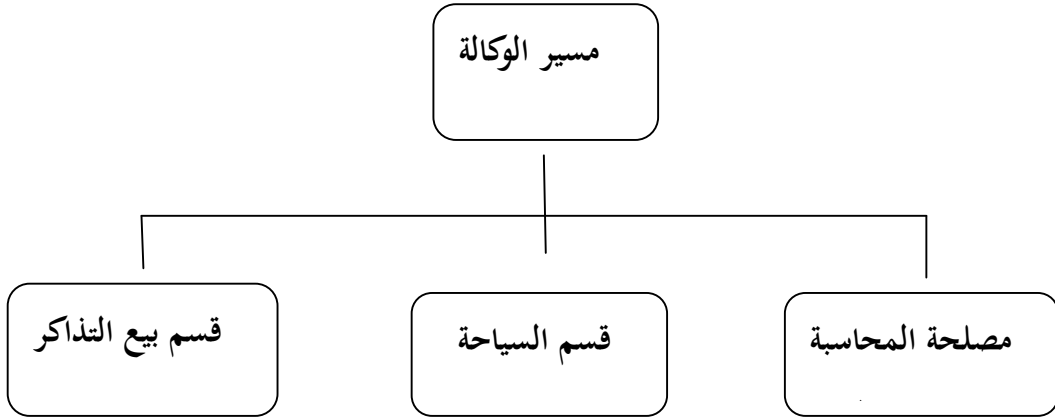 مسير الوكالة
مصلحة المحاسبة
قسم السياحة
قسم بيع التذاكر